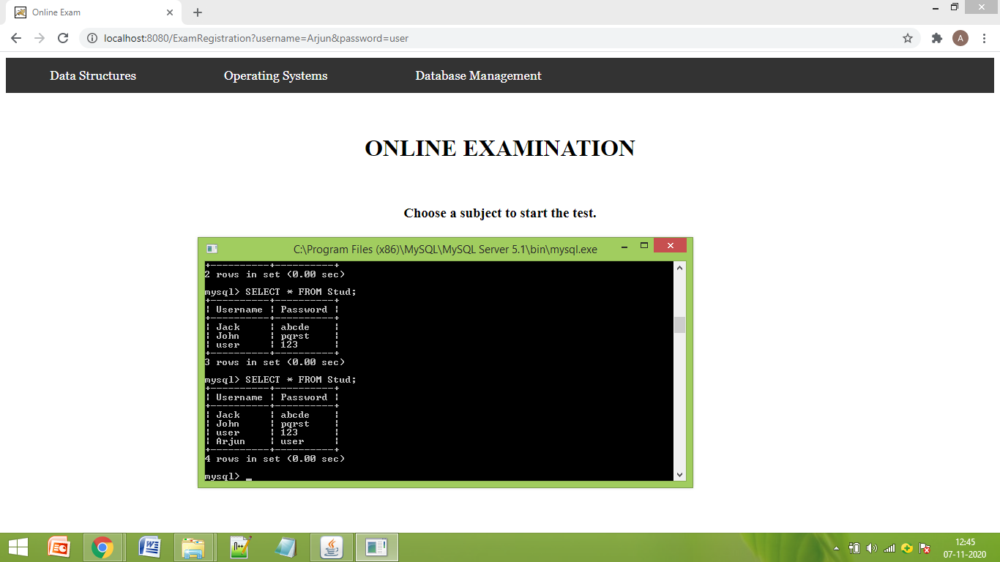 Online Exam
localhost:8080/ExamRegistration?username=Arjun&password=user
A
Data Structures Operating Systems Database Management
ONLINE EXAMINATION
Choose a subject to start the test.
C:\Program Files (x86)\MySQL\MySQL Server 5.1\bin\mysql.exe
+----------+----------+
2 rows in set (0.00 sec)
mysql> SELECT * FROM Stud;
+----------+----------+
| Username | Password |
+----------+----------+
| Jack | abcde |
| John | pqrst |
| user | 123 |
+----------+----------+
3 rows in set (0.00 sec)
mysql> SELECT * FROM Stud;
+----------+----------+
| Username | Password |
+----------+----------+
| Jack | abcde |
| John | pqrst |
| user | 123 |
| Arjun | user |
+----------+----------+
4 rows in set (0.00 sec)
mysql> _
12:45
07-11-2020